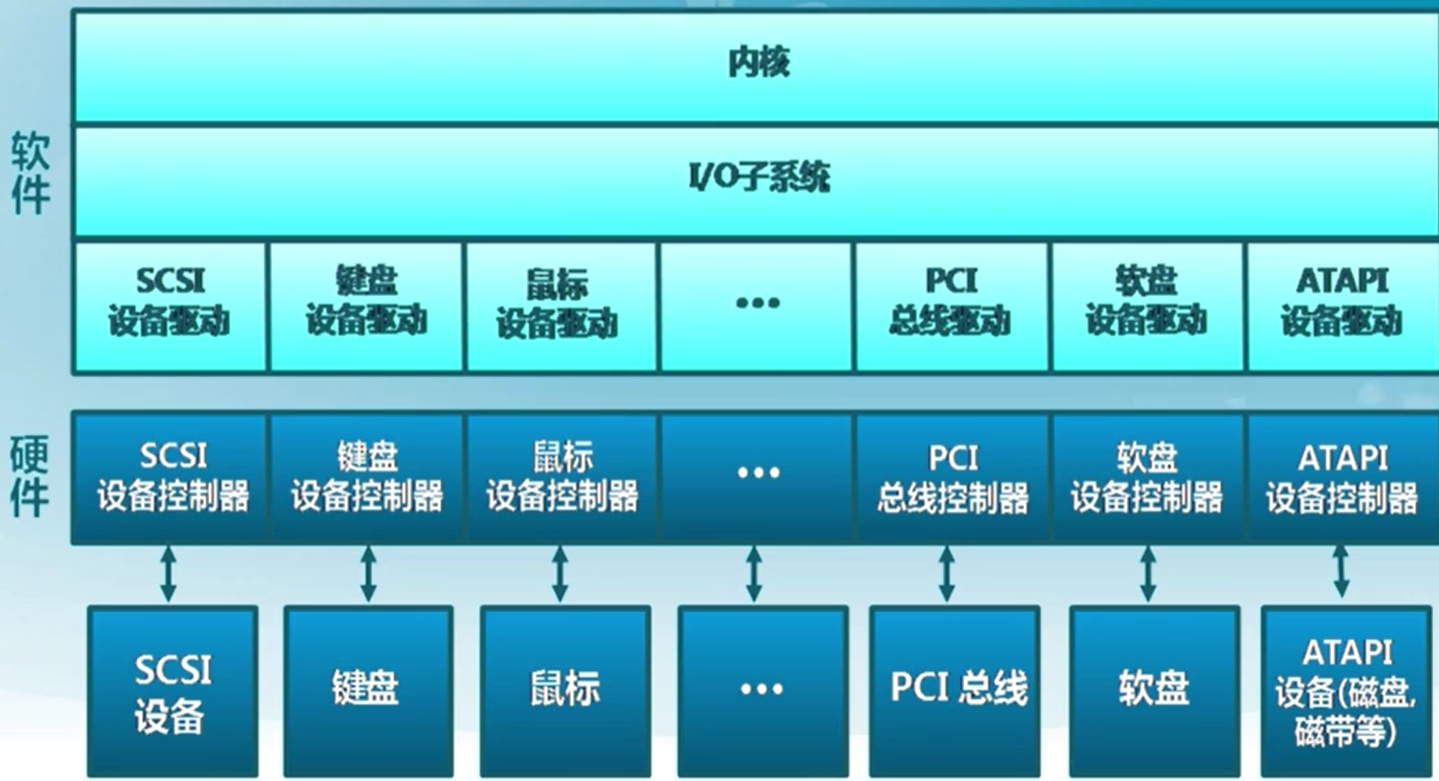 软件
内核
I/O子系统
SCSI
设备驱动
键盘
设备驱动
鼠标
设备驱动
...
PCI
总线驱动
软盘
设备驱动
ATAPI
设备驱动
硬件
SCSI
设备控制器
键盘
设备控制器
鼠标
设备控制器
...
PCI
总线控制器
软盘
设备控制器
ATAPI
设备控制器
SCSI
设备
键盘
鼠标
...
PCI 总线
软盘
ATAPI
设备(磁盘,
磁带等)